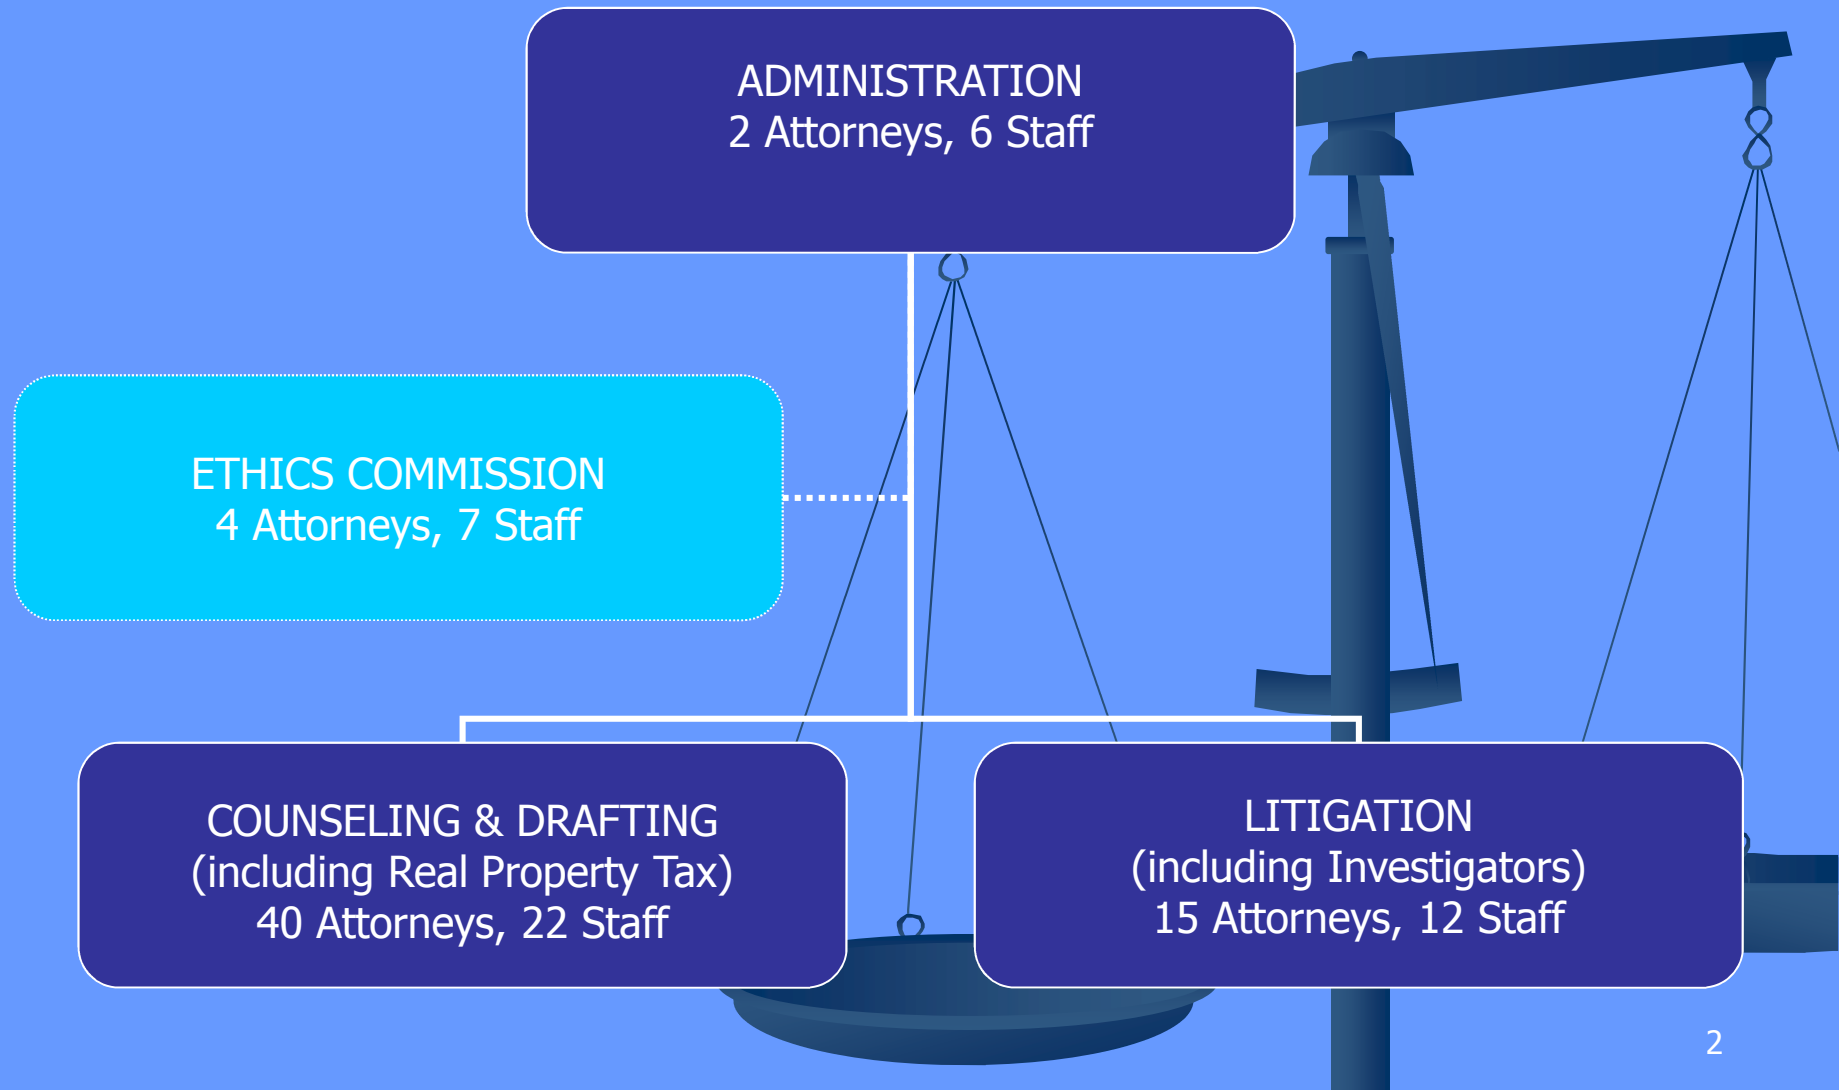 ADMINISTRATION
2 Attorneys, 6 Staff
ETHICS COMMISSION
4 Attorneys, 7 Staff
COUNSELING & DRAFTING
(including Real Property Tax)
40 Attorneys, 22 Staff
LITIGATION
(including Investigators)
15 Attorneys, 12 Staff
2